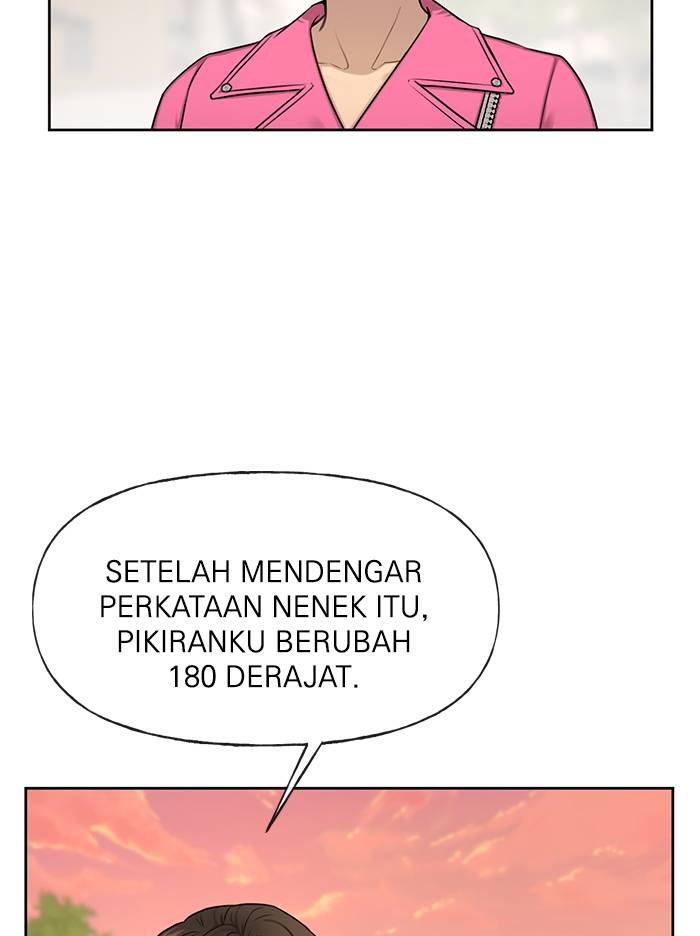 SETELAH MENDENGAR
PERKATAAN NENEK ITU,
PIKIRANKU BERUBAH
180 DERAJAT.